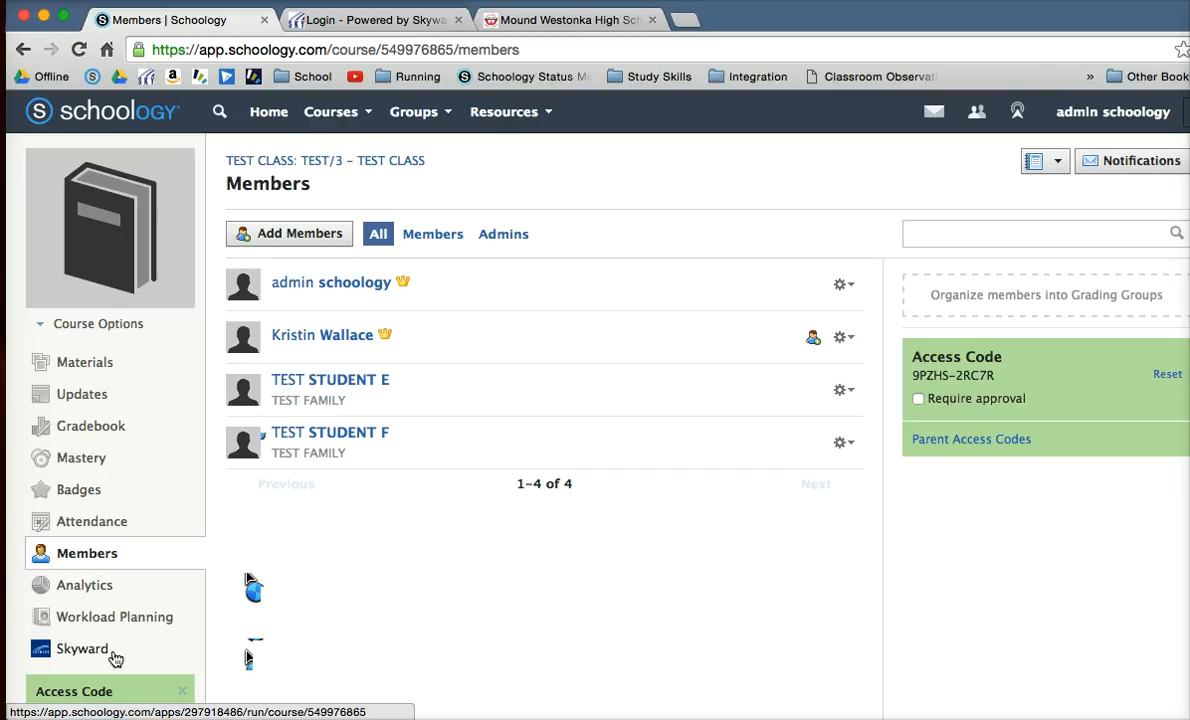 Members | Schoology
Login - Powered by Skywa
Mound Westonka High Sch
https://app.schoology.com/course/549976865/members
Offline
School
Running
Schoology Status M
Study Skills
Integration
Classroom Observat
»
Other Book
schoology
Home
Courses
Groups
Resources
admin schoology
TEST CLASS: TEST/3 - TEST CLASS
Members
Notifications
Add Members
All
Members
Admins
admin schoology
Kristin Wallace
TEST STUDENT E
TEST FAMILY
TEST STUDENT F
TEST FAMILY
Previous
1-4 of 4
Next
Organize members into Grading Groups
Access Code
9PZHS-2RC7R
Reset
Require approval
Parent Access Codes
Course Options
Materials
Updates
Gradebook
Mastery
Badges
Attendance
Members
Analytics
Workload Planning
Skyward
Access Code
https://app.schoology.com/apps/297918486/run/course/549976865